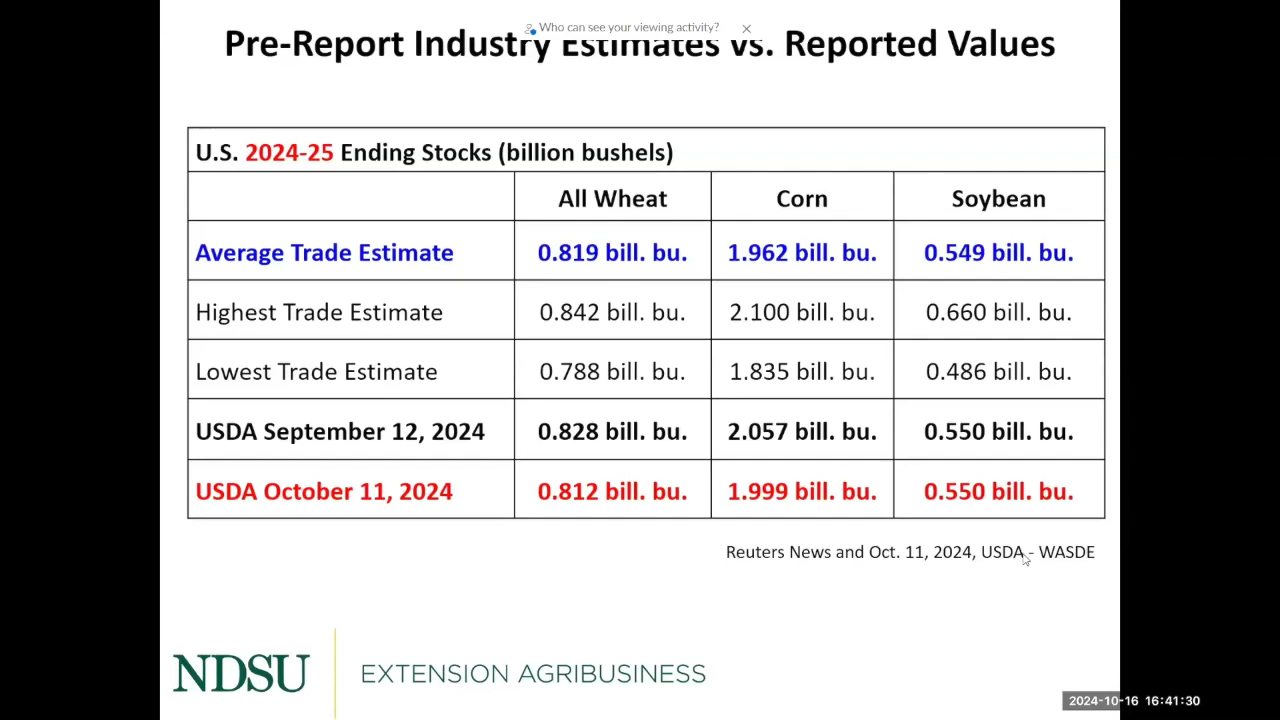 Who can see your viewing activity?
Pre-Report Industry Estimates vs. Reported Values
U.S. 2024-25 Ending Stocks (billion bushels)
All Wheat Corn Soybean
Average Trade Estimate 0.819 bill. bu. 1.962 bill. bu. 0.549 bill. bu.
Highest Trade Estimate 0.842 bill. bu. 2.100 bill. bu. 0.660 bill. bu.
Lowest Trade Estimate 0.788 bill. bu. 1.835 bill. bu. 0.486 bill. bu.
USDA September 12, 2024 0.828 bill. bu. 2.057 bill. bu. 0.550 bill. bu.
USDA October 11, 2024 0.812 bill. bu. 1.999 bill. bu. 0.550 bill. bu.
Reuters News and Oct. 11, 2024, USDA - WASDE
NDSU EXTENSION AGRIBUSINESS
2024-10-16 16:41:30